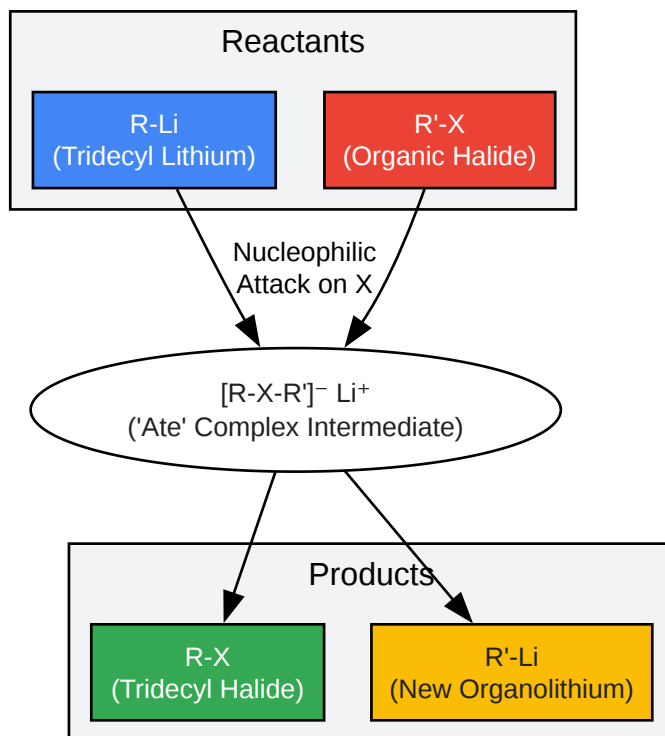 Reactants
R-Li
(Tridecyl Lithium)
R'-X
(Organic Halide)
Nucleophilic
Attack on X
[R-X-R']⁻ Li⁺
('Ate' Complex Intermediate)
Products
R-X
(Tridecyl Halide)
R'-Li
(New Organolithium)